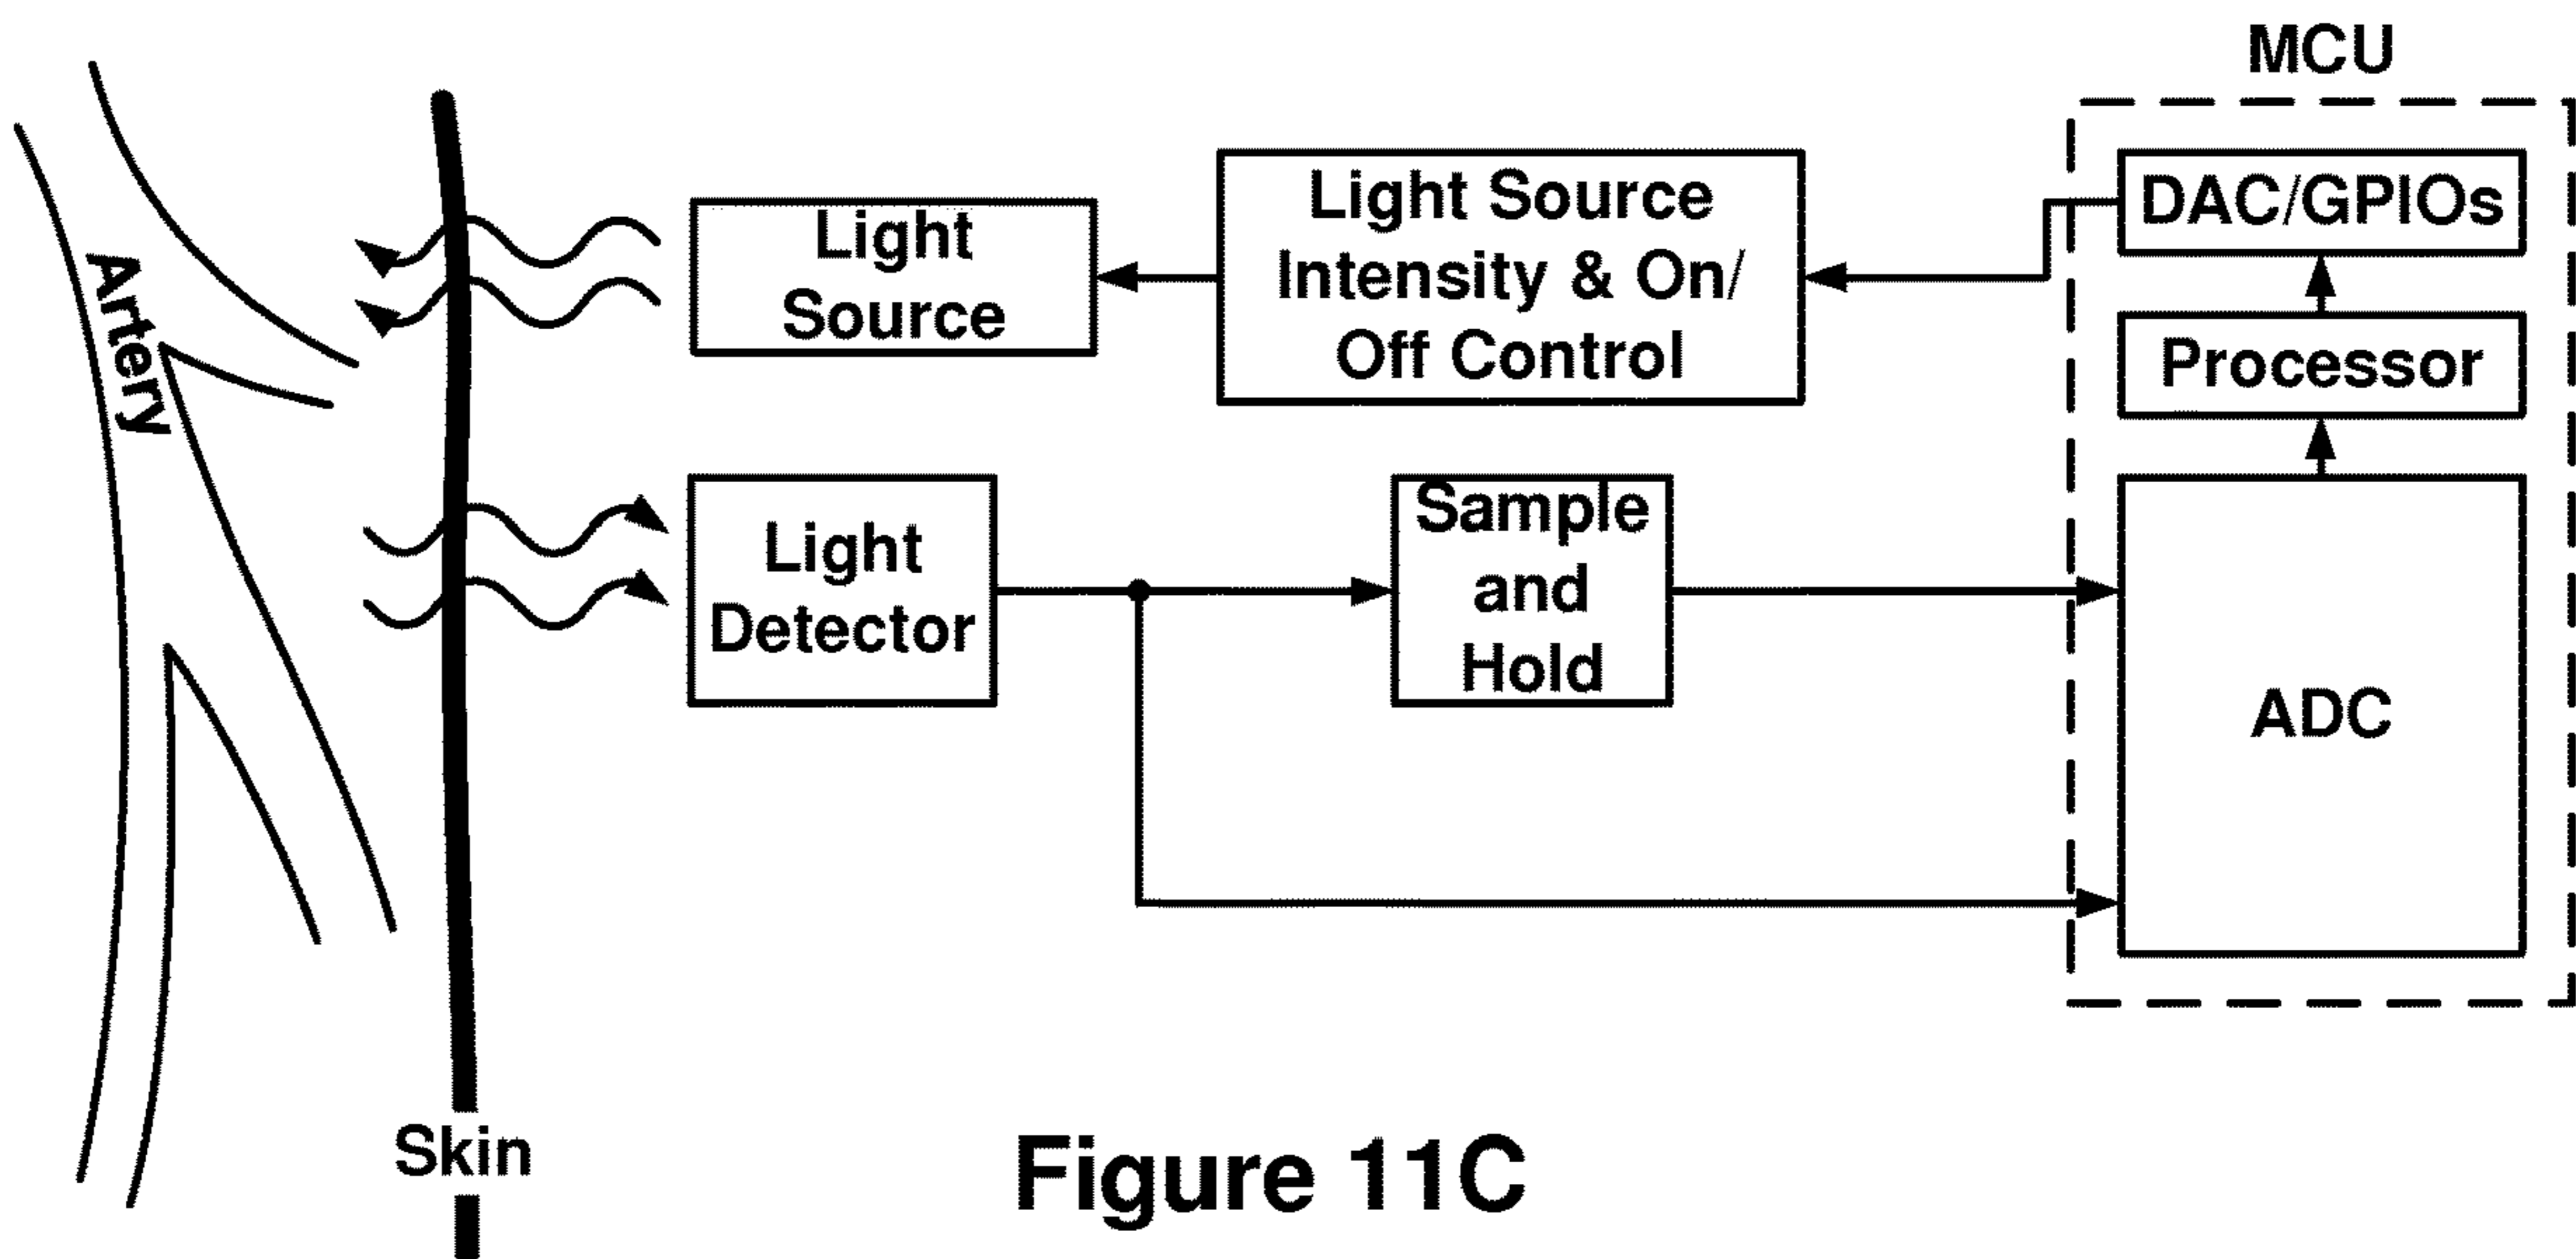 MCU
Light Source
Intensity & On/
Off Control
DAC/GPIOs
Light
Source
Processor
Artery
Light
Detector
Sample
and
Hold
ADC
Skin
Figure 11C